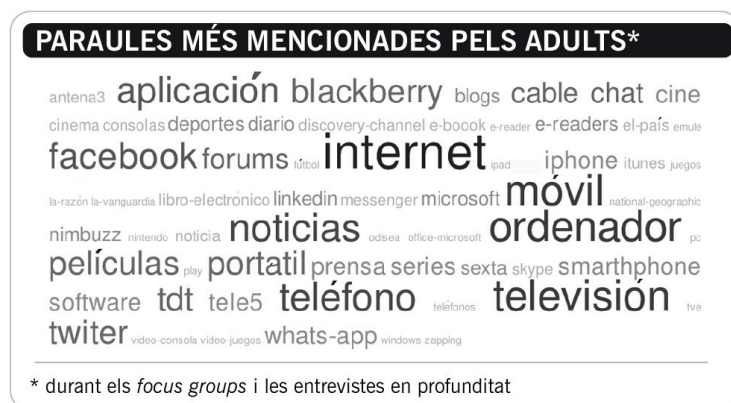 PARAULES MÉS MENCIONADES PELS ADULTS*
antena3 aplicación blackberry blogs cable chat cine
cinema consolas deportes diario discovery-channel e-boook e-reader e-readers el-país emule
facebook forums fútbol internet ipad iphone itunes juegos
la-razón la-vanguardia libro-electrónico linkedin messenger microsoft móvil national-geographic
nimbuzz nintendo noticia noticias odisea office-microsoft ordenador pc
películas play portatil prensa series sexta skype smarthphone
software tdt tele5 teléfono teléfonos televisión tve
twiter video-consola video-juegos whats-app windows zapping
* durant els focus groups i les entrevistes en profunditat